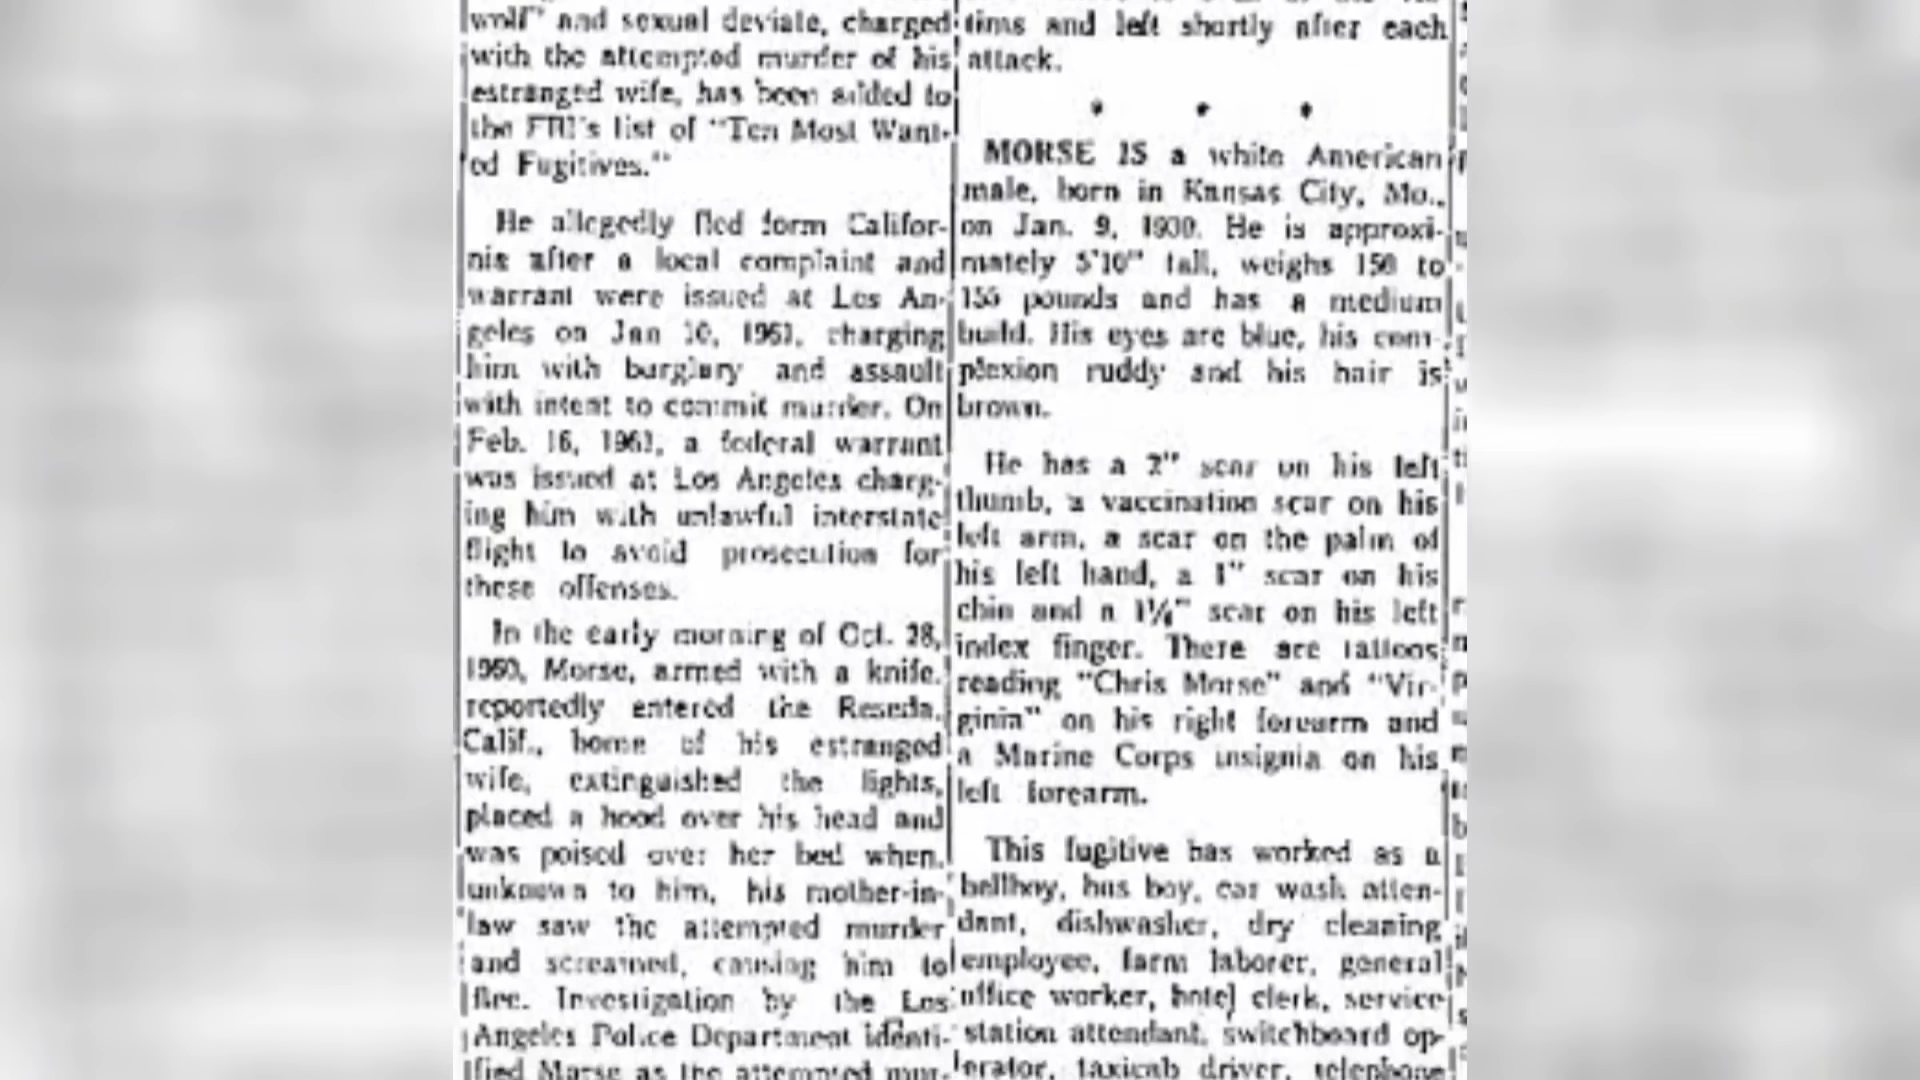 wolf" and sexual deviate, charged
with the attempted murder of his
estranged wife, has been added to
the FBI's list of "Ten Most Want-
ed Fugitives."
He allegedly fled form Califor-
nia after a local complaint and
warrant were issued at Los An-
geles on Jan 10, 1961, charging
him with burglary and assault
with intent to commit murder. On
Feb. 16, 1961, a federal warrant
was issued at Los Angeles charg-
ing him with unlawful interstate
flight to avoid prosecution for
these offenses.
In the early morning of Oct. 28,
1960, Morse, armed with a knife,
reportedly entered the Reseda,
Calif., home of his estranged
wife, extinguished the lights,
placed a hood over his head and
was poised over her bed when,
unknown to him, his mother-in-
law saw the attempted murder
and screamed, causing him to
flee. Investigation by the Los
Angeles Police Department identi-
fied Morse as the attempted mur-
tims and left shortly after each
attack.
MORSE IS a white American
male, born in Kansas City, Mo.,
on Jan. 9, 1930. He is approxi-
mately 5'10" tall, weighs 150 to
155 pounds and has a medium
build. His eyes are blue, his com-
plexion ruddy and his hair is
brown.
He has a 2" scar on his left
thumb, a vaccination scar on his
left arm, a scar on the palm of
his left hand, a 1" scar on his
chin and a 1¼" scar on his left
index finger. There are tattoos
reading "Chris Morse" and "Vir-
ginia" on his right forearm and
a Marine Corps insignia on his
left forearm.
This fugitive has worked as a
bellboy, bus boy, car wash atten-
dant, dishwasher, dry cleaning
employee, farm laborer, general
office worker, hotel clerk, service
station attendant, switchboard op-
erator, taxicab driver, telephone